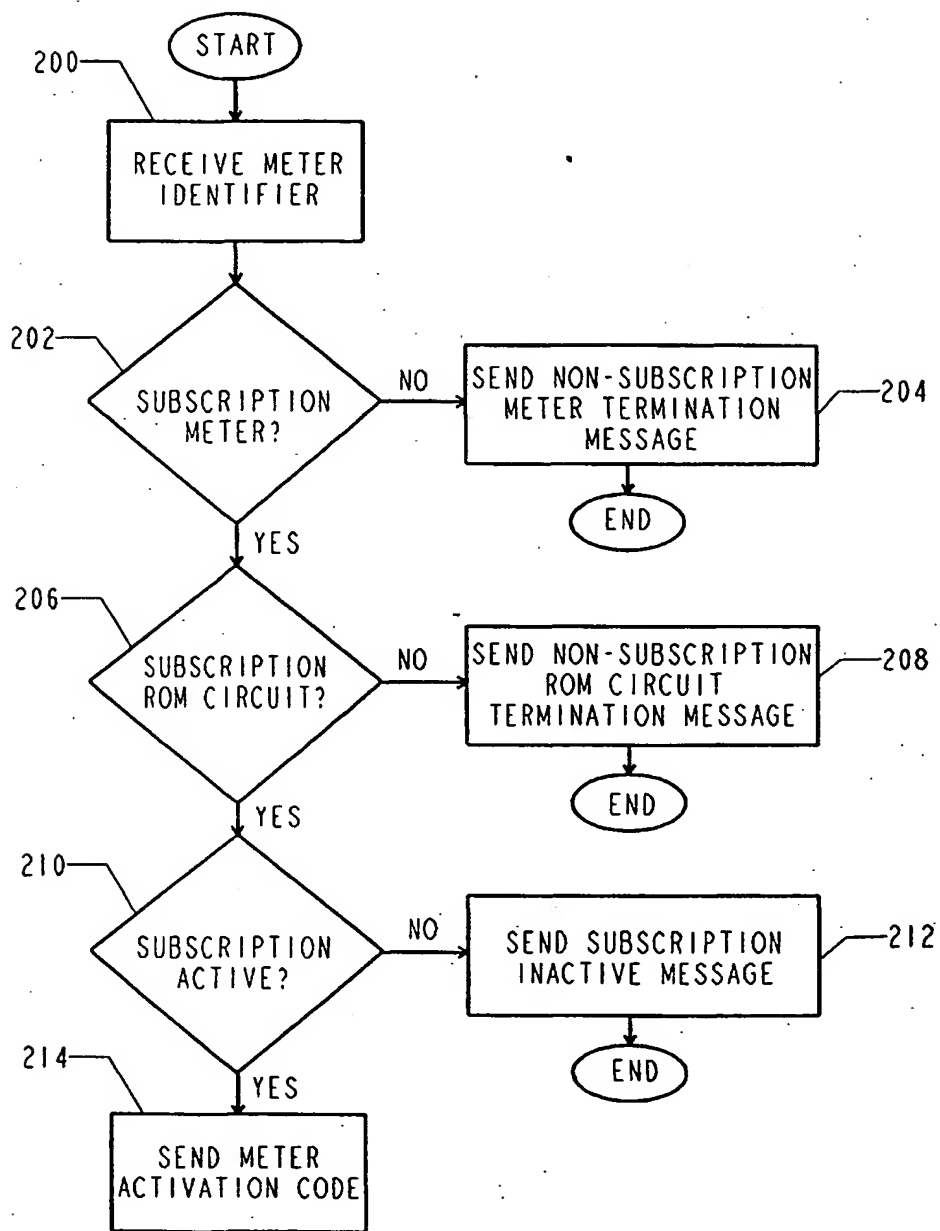 START
200
RECEIVE METER
IDENTIFIER
202
SUBSCRIPTION
METER?
NO
SEND NON-SUBSCRIPTION
METER TERMINATION
MESSAGE
204
END
YES
206
SUBSCRIPTION
ROM CIRCUIT?
NO
SEND NON-SUBSCRIPTION
ROM CIRCUIT
TERMINATION MESSAGE
208
END
YES
210
SUBSCRIPTION
ACTIVE?
NO
SEND SUBSCRIPTION
INACTIVE MESSAGE
212
END
214
YES
SEND METER
ACTIVATION CODE